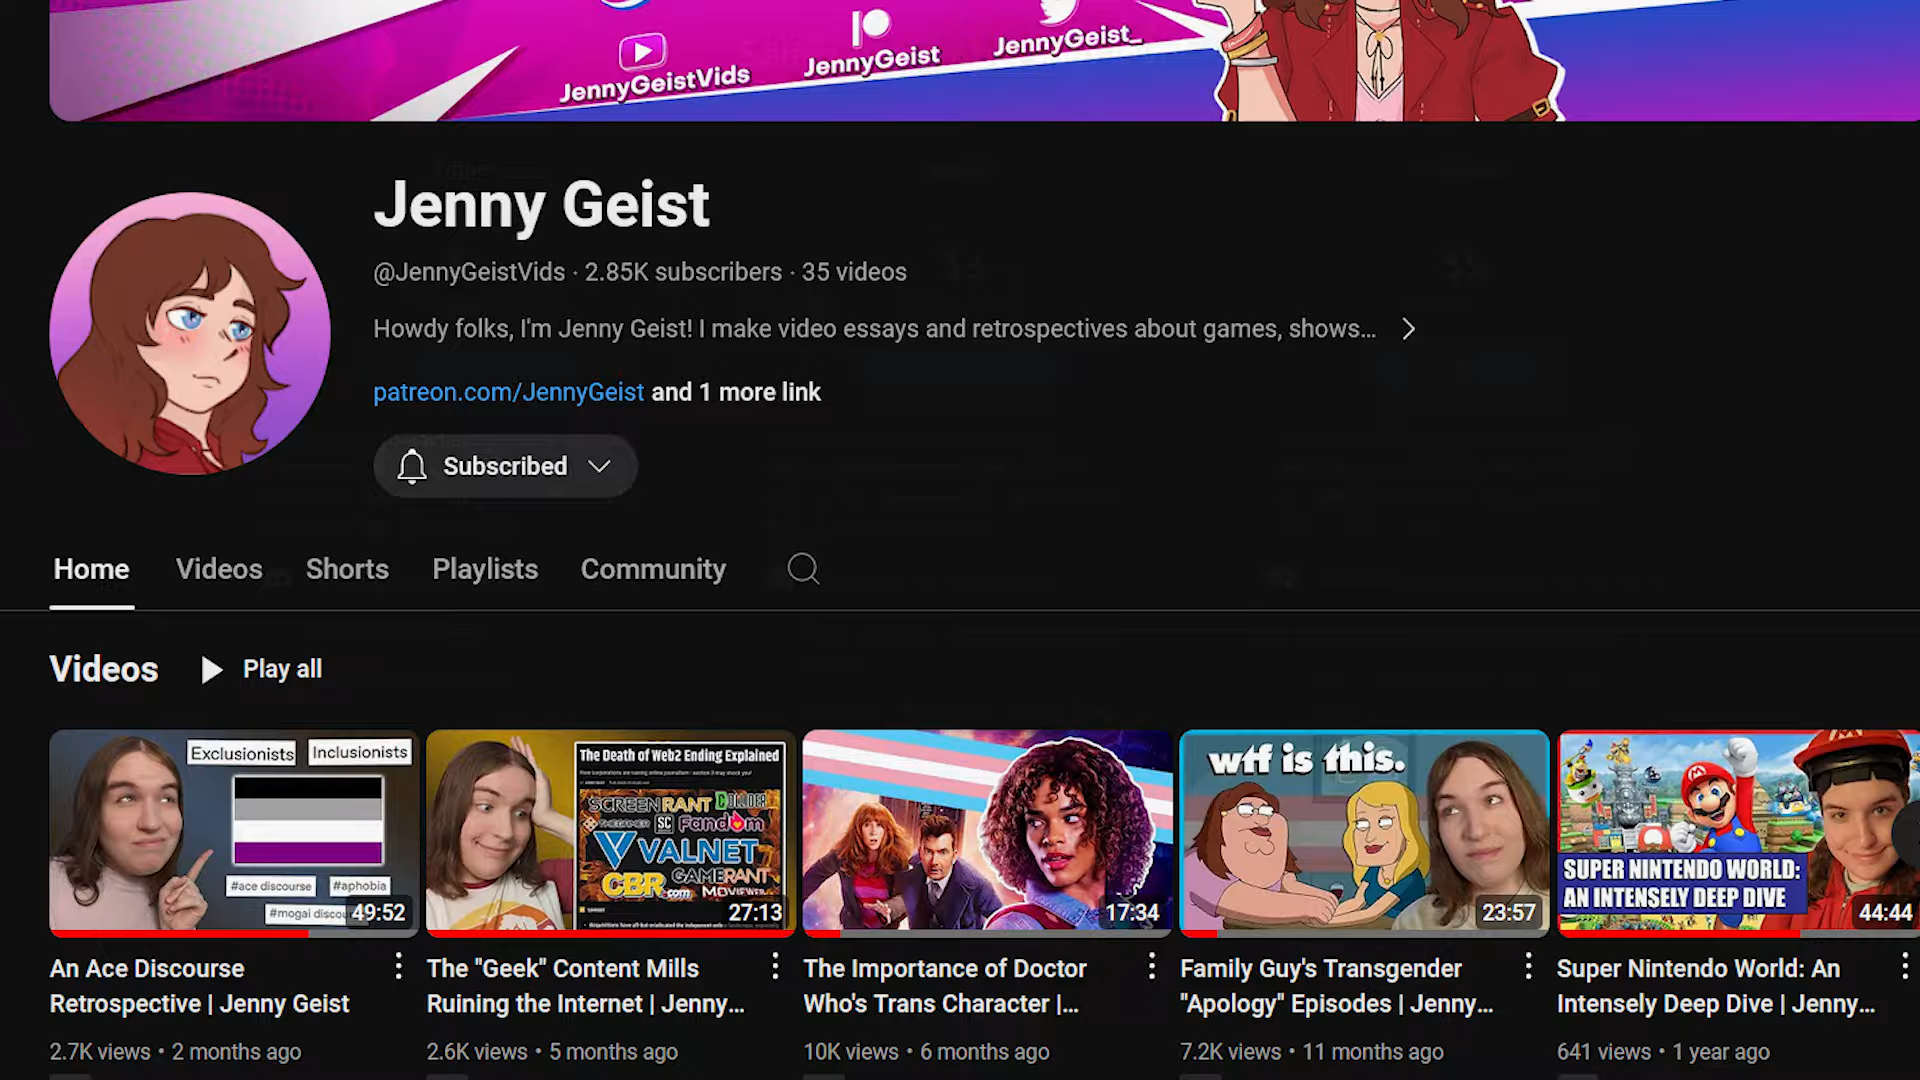 JennyGeistVids
JennyGeist
JennyGeist_
Jenny Geist
@JennyGeistVids · 2.85K subscribers · 35 videos
Howdy folks, I'm Jenny Geist! I make video essays and retrospectives about games, shows...
patreon.com/JennyGeist and 1 more link
Subscribed
Home Videos Shorts Playlists Community
Videos Play all
Exclusionists Inclusionists
#ace discourse #aphobia
#mogai discou
49:52
The Death of Web2 Ending Explained
SCREENRANT COLLIDER
THEGAMER SC Fandom
VALNET
GAMERANT
CBR.com MOVIEWEB
27:13
17:34
wtf is this.
23:57
SUPER NINTENDO WORLD:
AN INTENSELY DEEP DIVE
44:44
An Ace Discourse
Retrospective | Jenny Geist
2.7K views • 2 months ago
The "Geek" Content Mills
Ruining the Internet | Jenny...
2.6K views • 5 months ago
The Importance of Doctor
Who's Trans Character |...
10K views • 6 months ago
Family Guy's Transgender
"Apology" Episodes | Jenny...
7.2K views • 11 months ago
Super Nintendo World: An
Intensely Deep Dive | Jenny...
641 views • 1 year ago